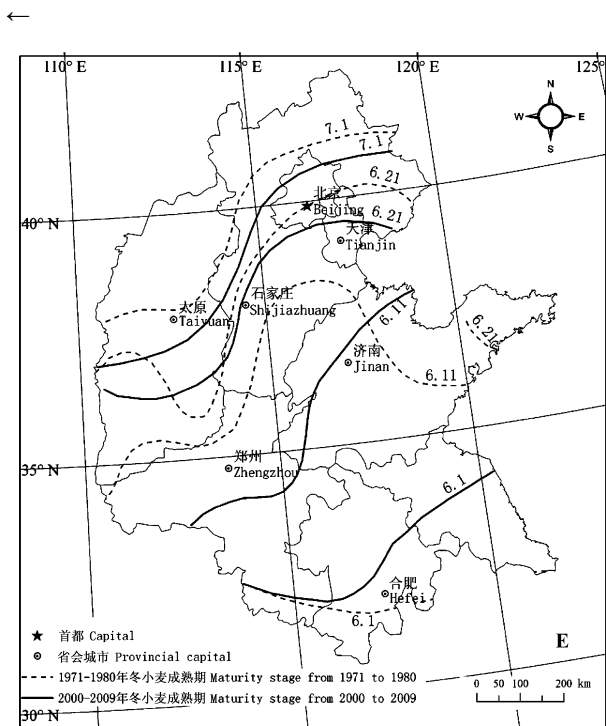 ←
110° E
115° E
120° E
125°
N
W
E
S
7.1
7.1
6.21
北京
Beijing
6.21
40° N
天津
Tianjin
石家庄
Shijiazhuang
太原
Taiyuan
6.11
6.21
济南
Jinan
6.11
郑州
Zhengzhou
35° N
6.1
合肥
Hefei
6.1
E
首都 Capital
省会城市 Provincial capital
1971-1980年冬小麦成熟期 Maturity stage from 1971 to 1980
2000-2009年冬小麦成熟期 Maturity stage from 2000 to 2009
0 50 100 200 km
30° N